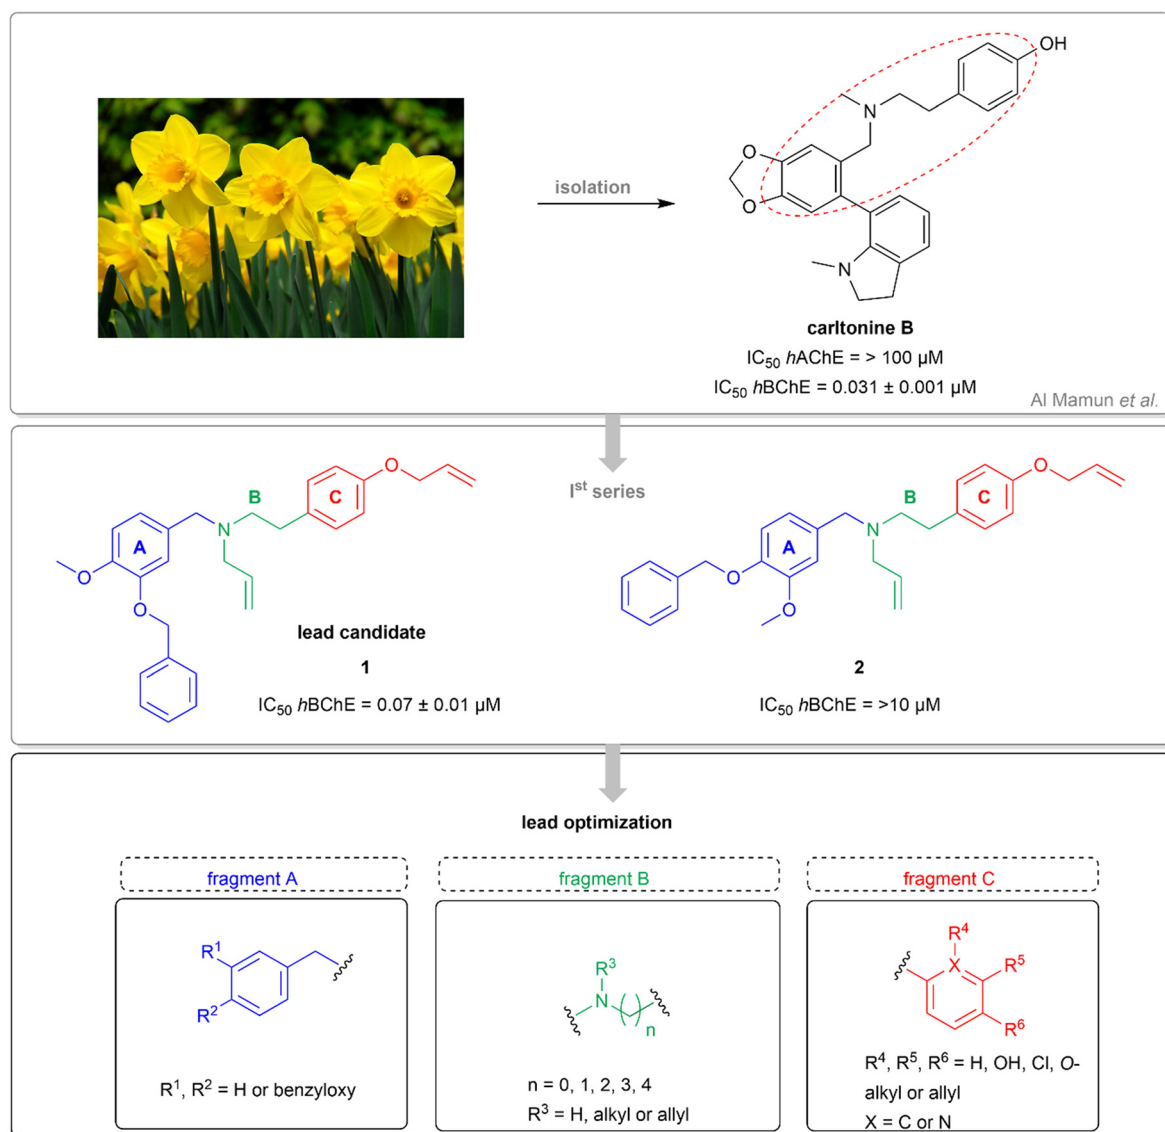 OH
N
O
O
N
isolation
carltonine B
IC50 hAChE = > 100 µM
IC50 hBChE = 0.031 ± 0.001 µM
Al Mamun et al.
Ist series
O
C
B
N
A
O
O
lead candidate
1
IC50 hBChE = 0.07 ± 0.01 µM
O
C
B
N
A
O
O
2
IC50 hBChE = >10 µM
lead optimization
fragment A
R1
R2
R1, R2 = H or benzyloxy
fragment B
R3
N
n
n = 0, 1, 2, 3, 4
R3 = H, alkyl or allyl
fragment C
R4
X
R5
R6
R4, R5, R6 = H, OH, Cl, O-
alkyl or allyl
X = C or N